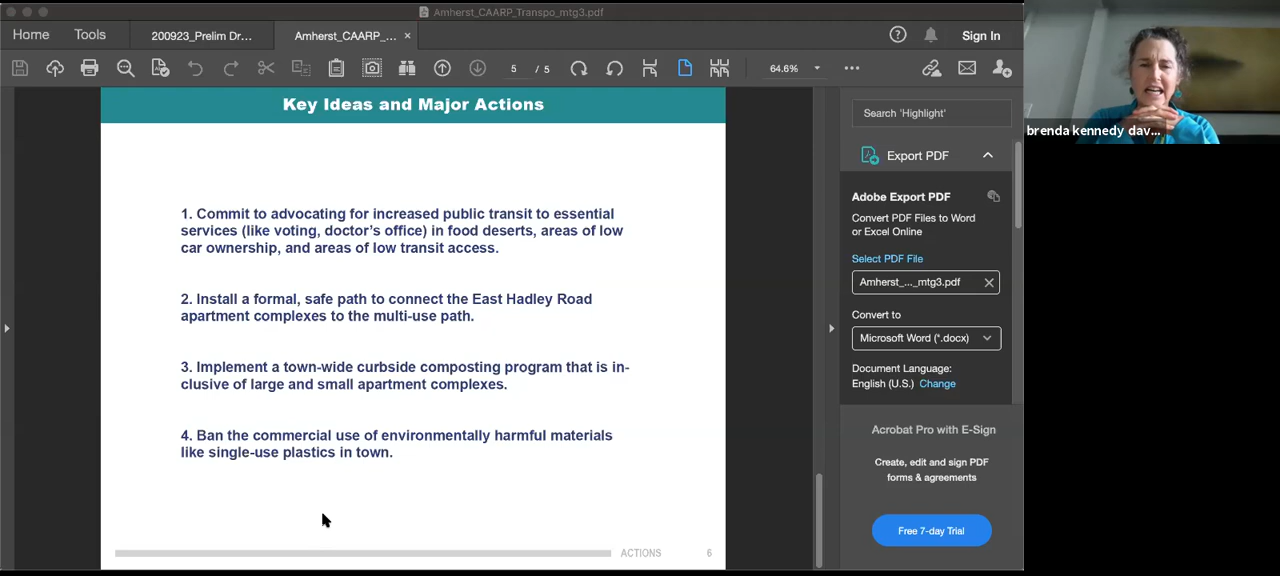 Amherst_CAARP_Transpo_mtg3.pdf
Home
Tools
200923_Prelim Dr...
Amherst_CAARP_...
×
Sign In
5 / 5
64.6%
Key Ideas and Major Actions
1. Commit to advocating for increased public transit to essential
services (like voting, doctor's office) in food deserts, areas of low
car ownership, and areas of low transit access.
2. Install a formal, safe path to connect the East Hadley Road
apartment complexes to the multi-use path.
3. Implement a town-wide curbside composting program that is in-
clusive of large and small apartment complexes.
4. Ban the commercial use of environmentally harmful materials
like single-use plastics in town.
ACTIONS 6
Search 'Highlight'
Export PDF
Adobe Export PDF
Convert PDF Files to Word
or Excel Online
Select PDF File
Amherst_..._mtg3.pdf
Convert to
Microsoft Word (*.docx)
Document Language:
English (U.S.) Change
Acrobat Pro with E-Sign
Create, edit and sign PDF
forms & agreements
Free 7-day Trial
brenda kennedy dav...